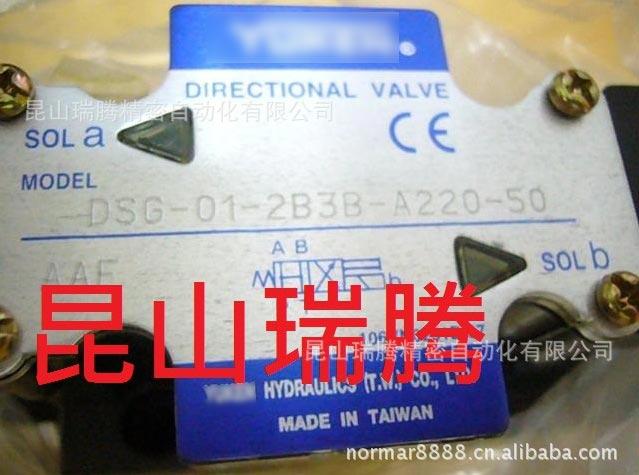 DIRECTIONAL VALVE
昆山瑞腾精密自动化有限公司
SOL a
CE
MODEL
DSG-01-2B3B-A220-50
A B
b
SOL b
昆山瑞腾
昆山瑞腾精密自动化有限公司
HYDRAULICS (T.W.) CO.,
MADE IN TAIWAN
normar8888.cn.alibaba.com